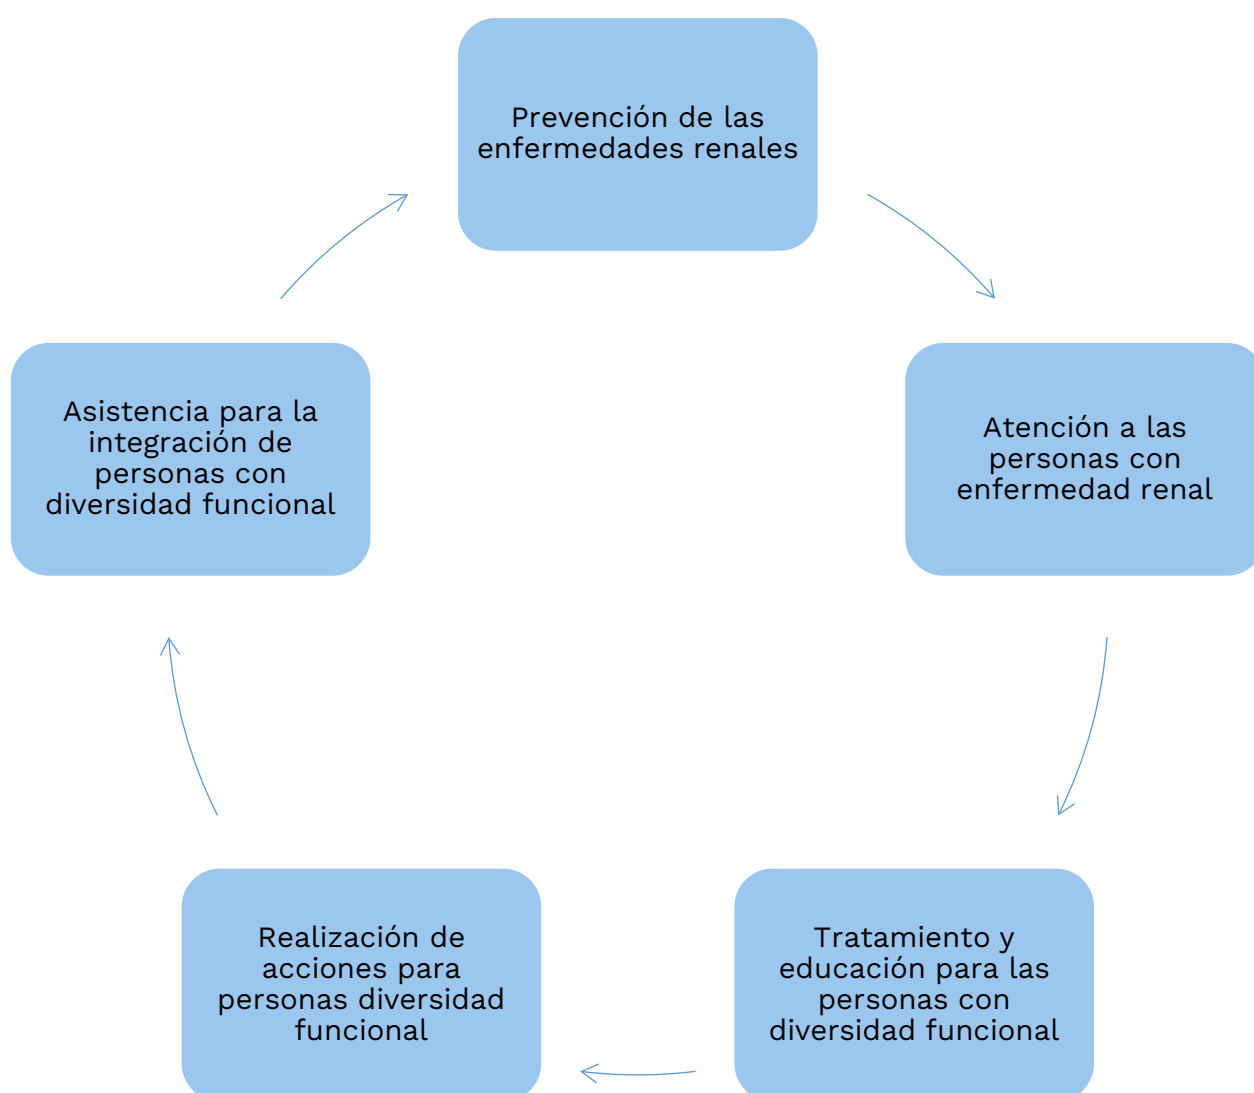 Prevención de las
enfermedades renales
Atención a las
personas con
enfermedad renal
Tratamiento y
educación para las
personas con
diversidad funcional
Realización de
acciones para
personas diversidad
funcional
Asistencia para la
integración de
personas con
diversidad funcional